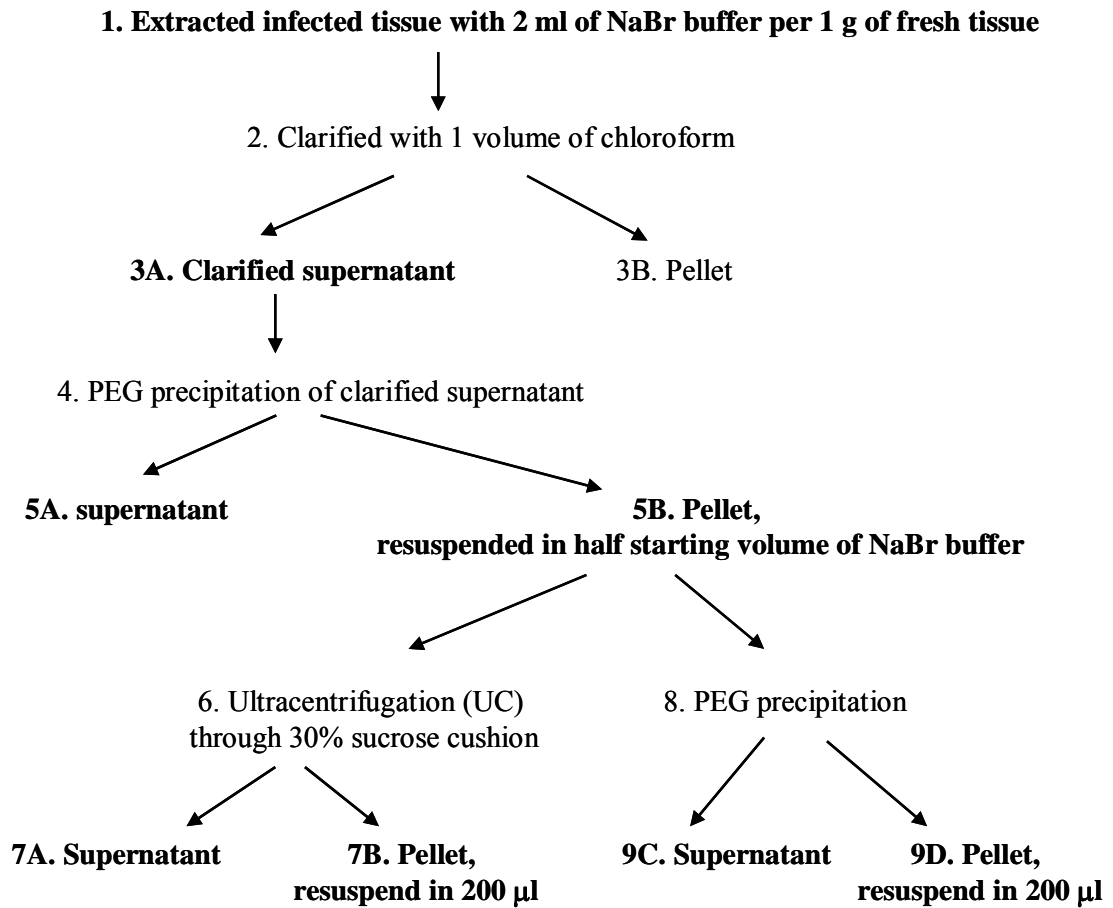 1. Extracted infected tissue with 2 ml of NaBr buffer per 1 g of fresh tissue
2. Clarified with 1 volume of chloroform
3A. Clarified supernatant
3B. Pellet
4. PEG precipitation of clarified supernatant
5A. supernatant
5B. Pellet,
resuspended in half starting volume of NaBr buffer
6. Ultracentrifugation (UC)
through 30% sucrose cushion
8. PEG precipitation
7A. Supernatant
7B. Pellet,
resuspend in 200 μl
9C. Supernatant
9D. Pellet,
resuspend in 200 μl